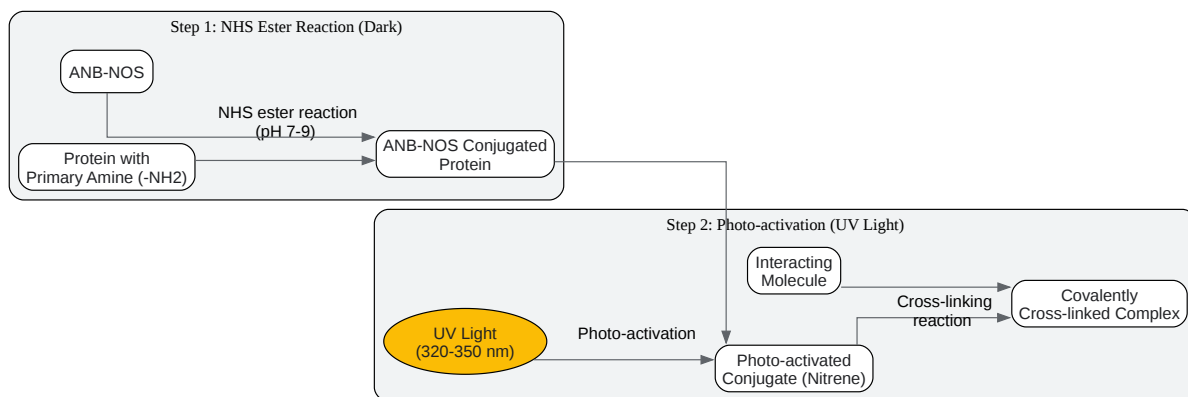 Step 1: NHS Ester Reaction (Dark)
ANB-NOS
NHS ester reaction
(pH 7-9)
Protein with
Primary Amine (-NH2)
ANB-NOS Conjugated
Protein
Step 2: Photo-activation (UV Light)
Interacting
Molecule
Cross-linking
reaction
Covalently
Cross-linked Complex
UV Light
(320-350 nm)
Photo-activation
Photo-activated
Conjugate (Nitrene)